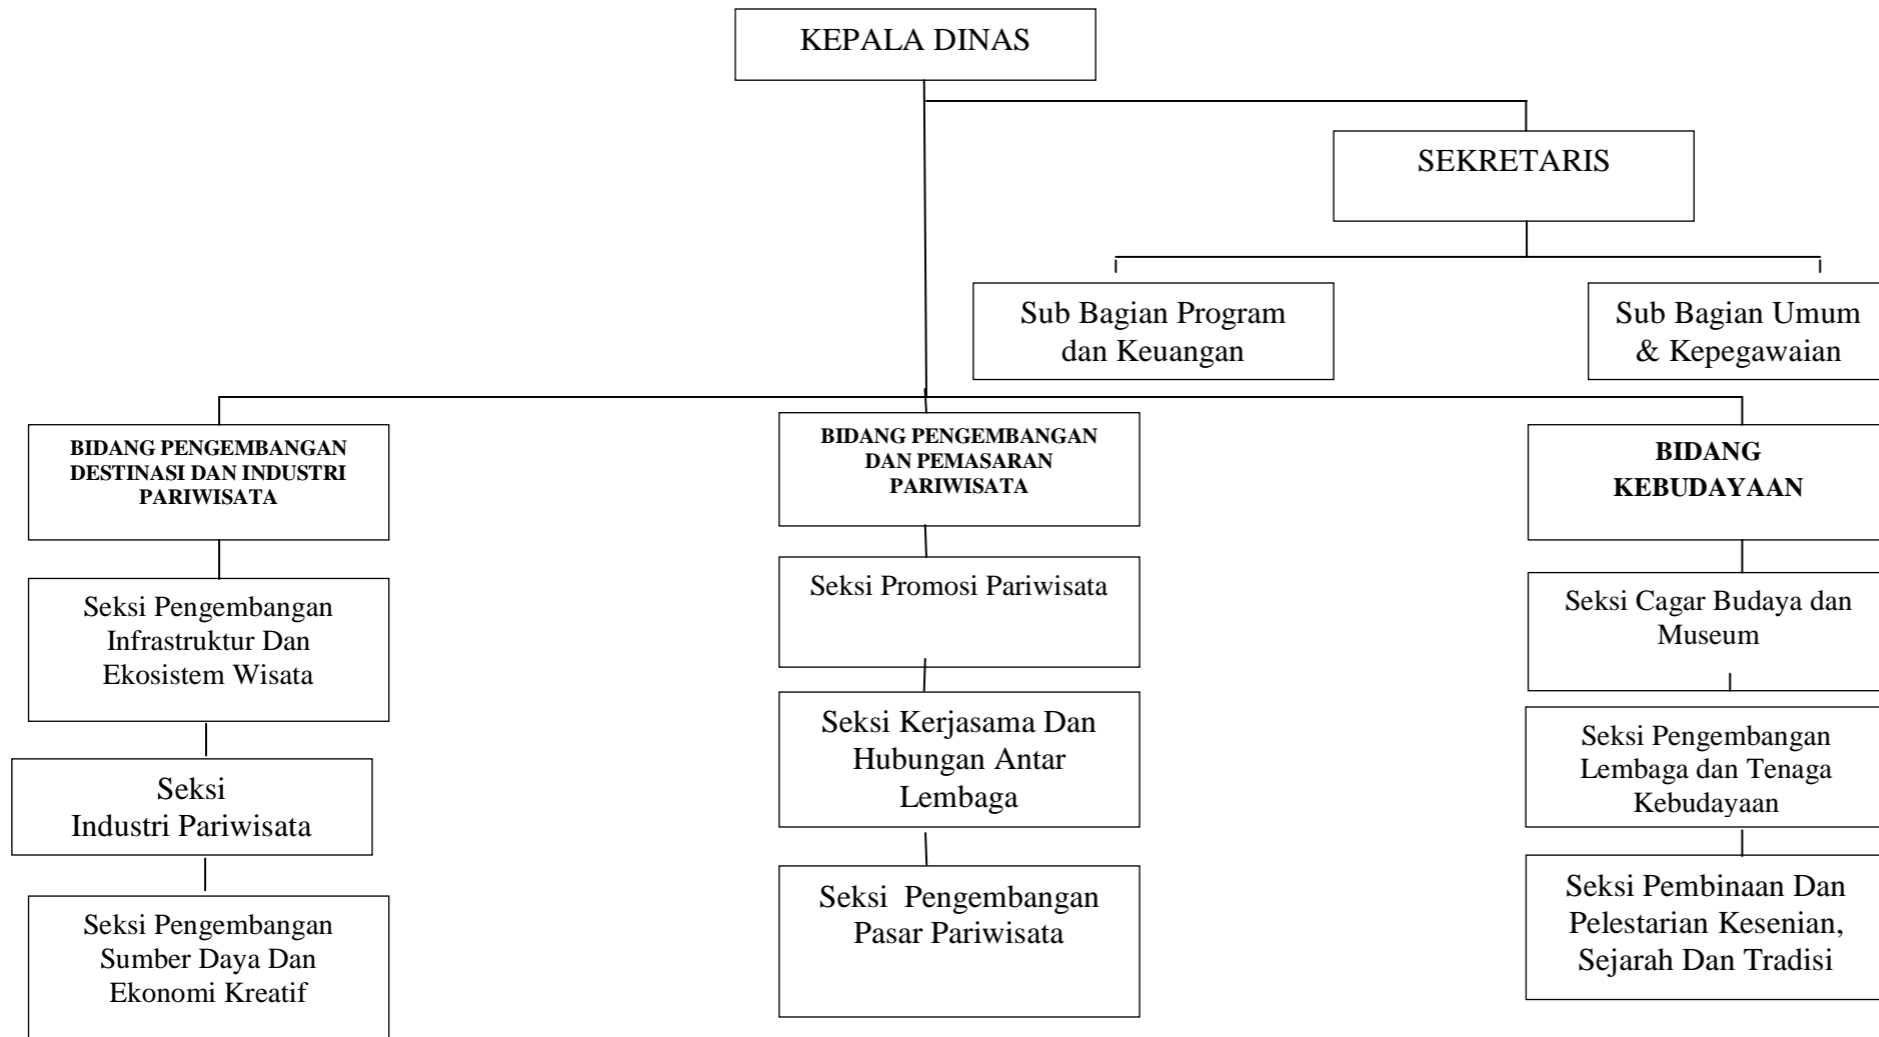 KEPALA DINAS
SEKRETARIS
Sub Bagian Program
dan Keuangan
Sub Bagian Umum
& Kepegawaian
BIDANG PENGEMBANGAN
DESTINASI DAN INDUSTRI
PARIWISATA
BIDANG PENGEMBANGAN
DAN PEMASARAN
PARIWISATA
BIDANG
KEBUDAYAAN
Seksi Pengembangan
Infrastruktur Dan
Ekosistem Wisata
Seksi Promosi Pariwisata
Seksi Cagar Budaya dan
Museum
Seksi
Industri Pariwisata
Seksi Kerjasama Dan
Hubungan Antar
Lembaga
Seksi Pengembangan
Lembaga dan Tenaga
Kebudayaan
Seksi Pengembangan
Sumber Daya Dan
Ekonomi Kreatif
Seksi  Pengembangan
Pasar Pariwisata
Seksi Pembinaan Dan
Pelestarian Kesenian,
Sejarah Dan Tradisi